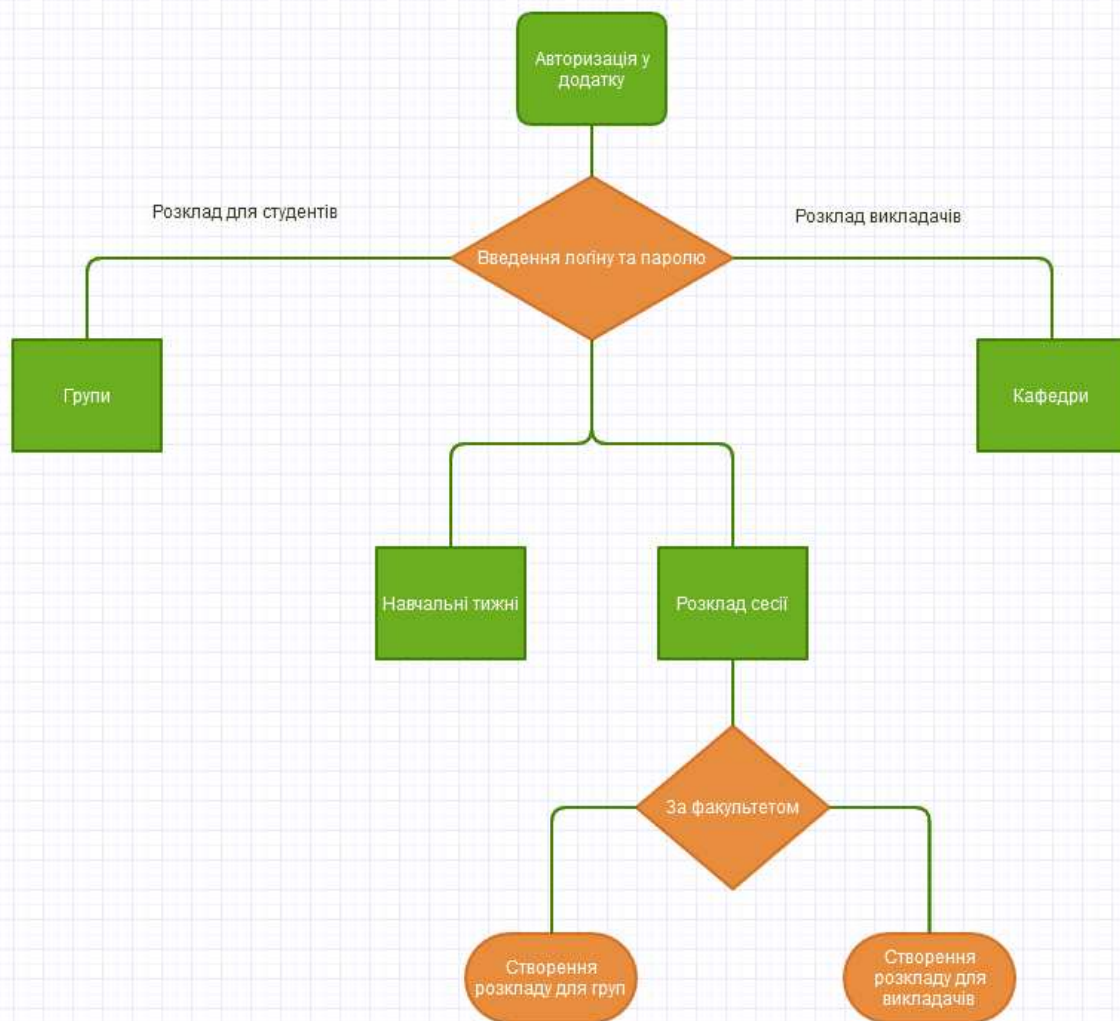 Авторизація у
додатку
Розклад для студентів
Розклад викладачів
Введення логіну та паролю
Групи
Кафедри
Навчальні тижні
Розклад сесії
За факультетом
Створення
розкладу для груп
Створення
розкладу для
викладачів